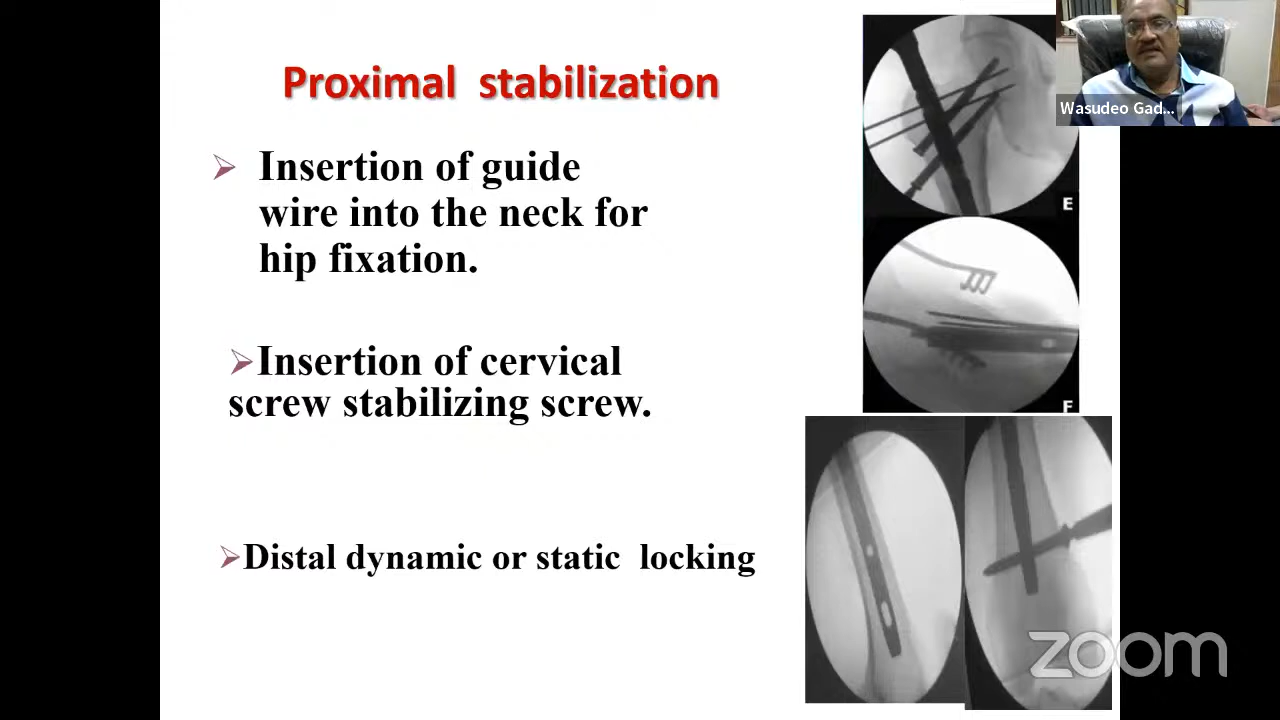 Proximal stabilization
Insertion of guide
wire into the neck for
hip fixation.
Insertion of cervical
screw stabilizing screw.
Distal dynamic or static locking
E
F
Wasudeo Gad...
zoom